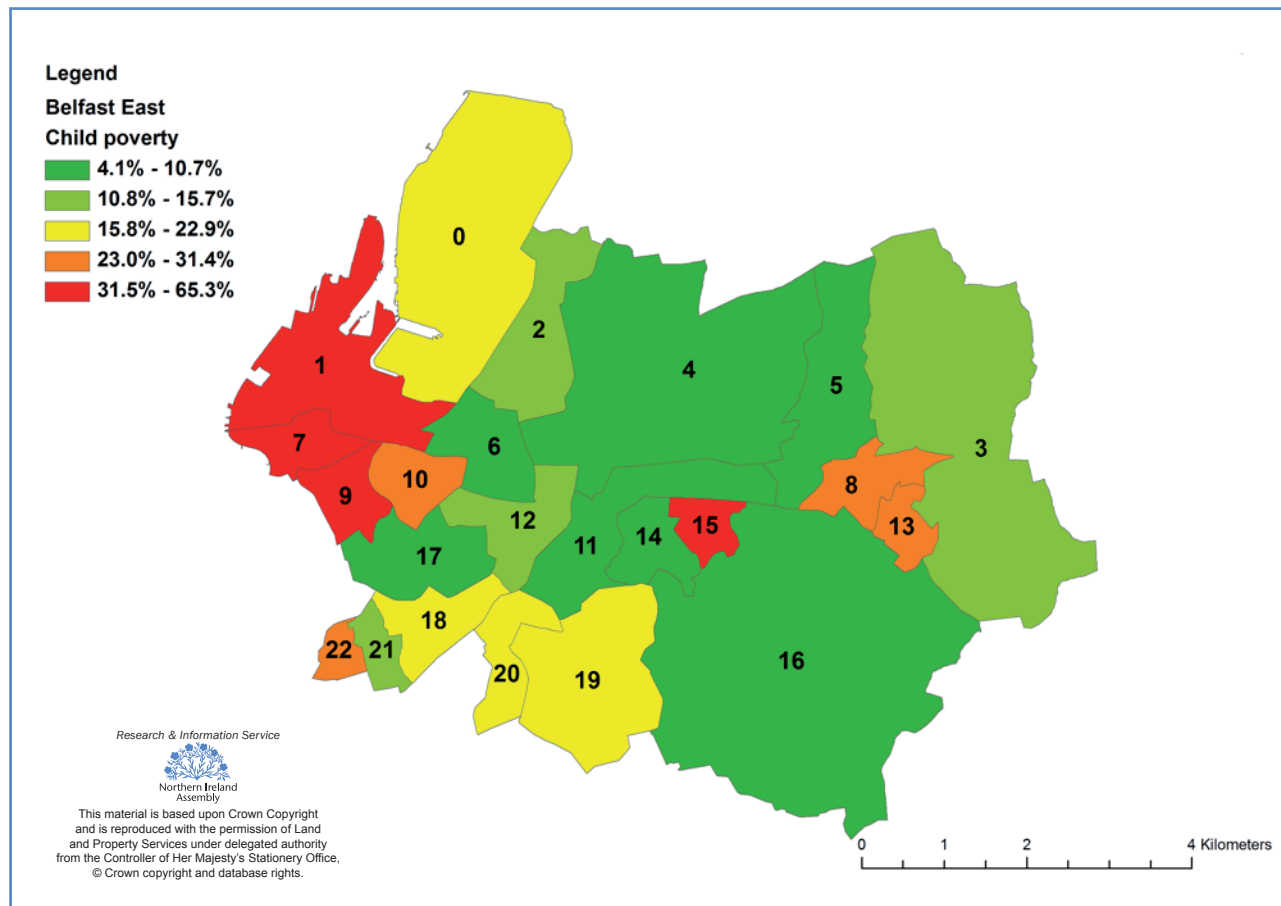 Legend
Belfast East
Child poverty
4.1% - 10.7%
10.8% - 15.7%
15.8% - 22.9%
23.0% - 31.4%
31.5% - 65.3%
0
1
2
3
4
5
6
7
8
9
10
11
12
13
14
15
16
17
18
19
20
21
22
Research & Information Service
Northern Ireland
Assembly
This material is based upon Crown Copyright
and is reproduced with the permission of Land
and Property Services under delegated authority
from the Controller of Her Majesty's Stationery Office,
© Crown copyright and database rights.
0 1 2 4 Kilometers